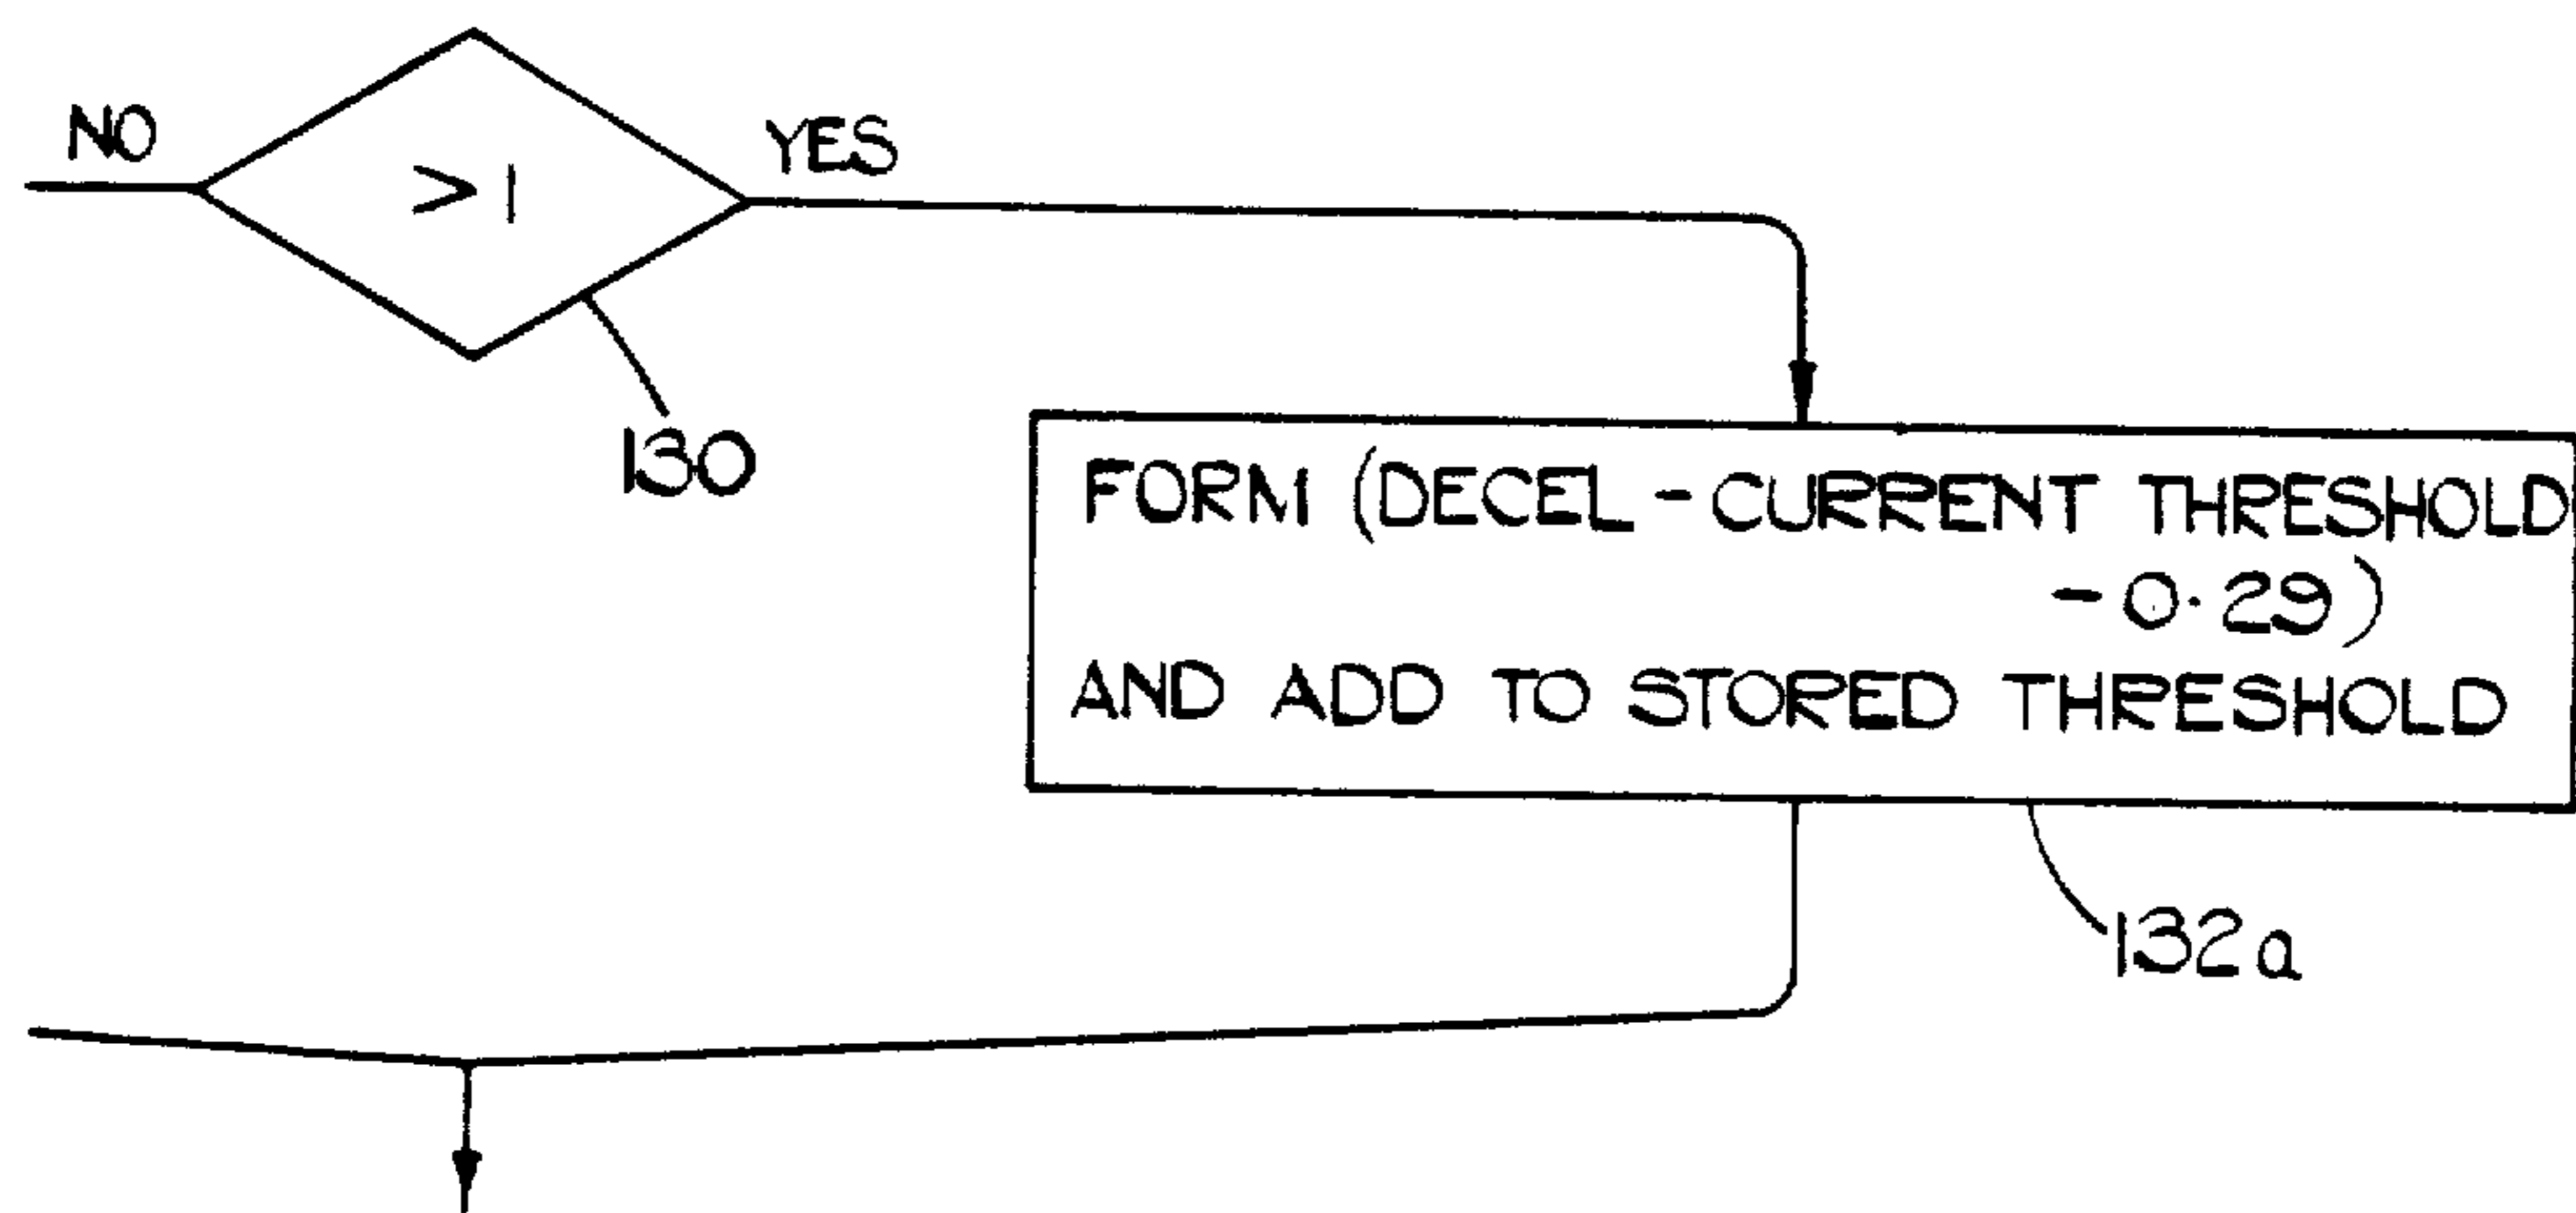 NO
> 1
YES
130
FORM (DECEL - CURRENT THRESHOLD
- 0·29)
AND ADD TO STORED THRESHOLD
132a